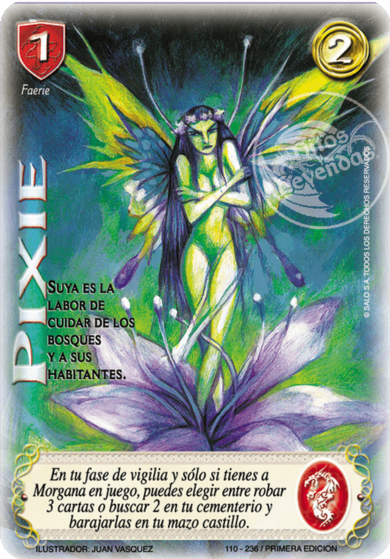 1
2
Faerie
Mitos
Leyendas
PIXIE
SUYA ES LA
LABOR DE
CUIDAR DE LOS
BOSQUES
Y A SUS
HABITANTES.
© SALO S.A. TODOS LOS DERECHOS RESERVADOS
En tu fase de vigilia y sólo si tienes a
Morgana en juego, puedes elegir entre robar
3 cartas o buscar 2 en tu cementerio y
barajarlas en tu mazo castillo.
ILUSTRADOR: JUAN VASQUEZ
110 - 236 / PRIMERA EDICION